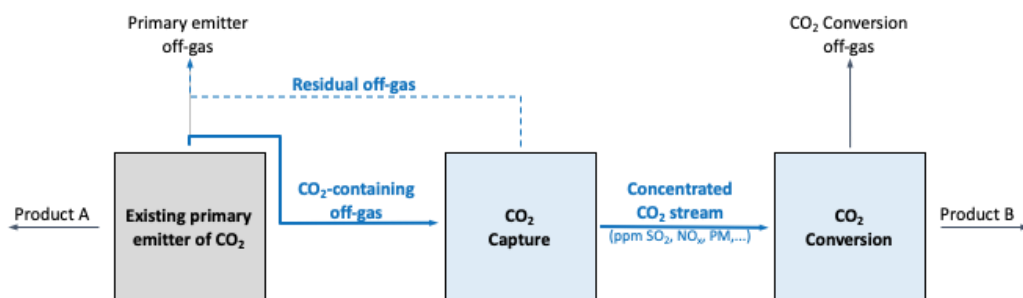 Primary emitter
off-gas
CO₂ Conversion
off-gas
Residual off-gas
Product A
Existing primary
emitter of CO₂
CO₂-containing
off-gas
CO₂
Capture
Concentrated
CO₂ stream
(ppm SO₂, NOₓ, PM,...)
CO₂
Conversion
Product B